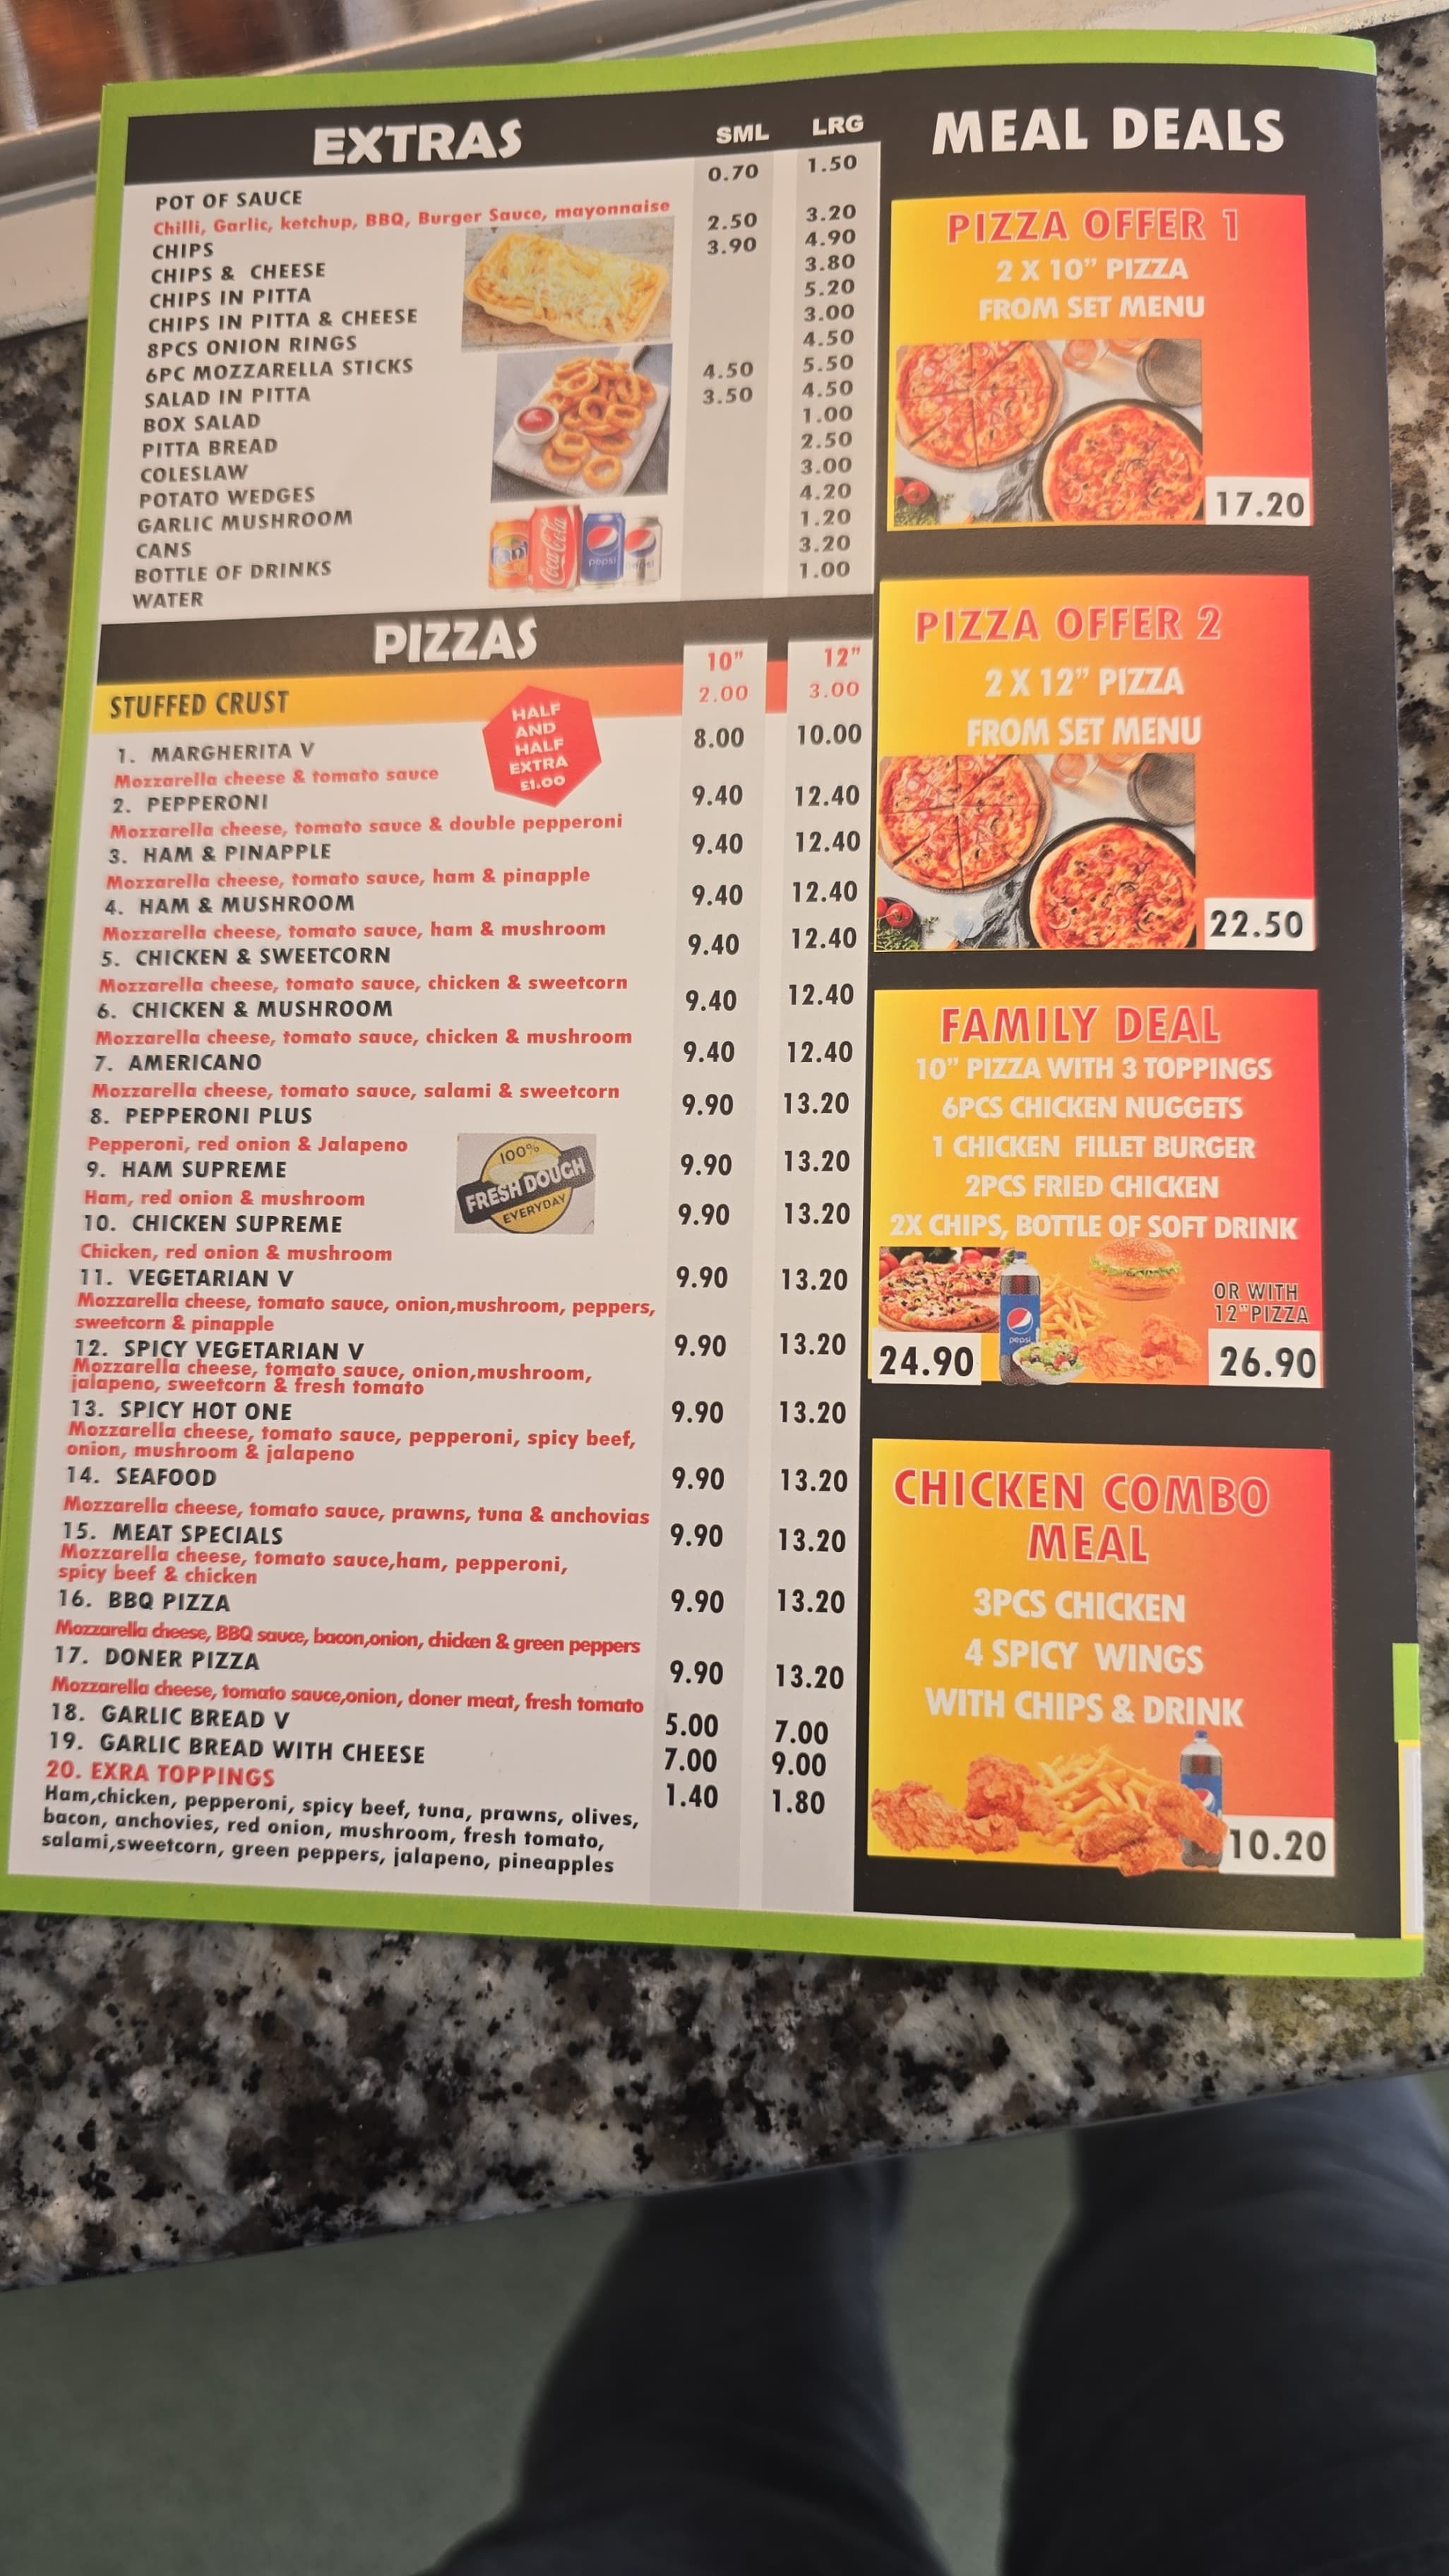 EXTRAS SML LRG
POT OF SAUCE 0.70 1.50
Chilli, Garlic, ketchup, BBQ, Burger Sauce, mayonnaise
CHIPS 2.50 3.20
CHIPS & CHEESE 3.90 4.90
CHIPS IN PITTA 3.80
CHIPS IN PITTA & CHEESE 5.20
8PCS ONION RINGS 3.00
6PC MOZZARELLA STICKS 4.50
SALAD IN PITTA 4.50 5.50
BOX SALAD 3.50 4.50
PITTA BREAD 1.00
COLESLAW 2.50
POTATO WEDGES 3.00
GARLIC MUSHROOM 4.20
CANS 1.20
BOTTLE OF DRINKS 3.20
WATER 1.00
Coca-Cola
pepsi
PIZZAS
10" 12"
STUFFED CRUST 2.00 3.00
HALF
AND
HALF
EXTRA
£1.00
1. MARGHERITA V 8.00 10.00
Mozzarella cheese & tomato sauce
2. PEPPERONI 9.40 12.40
Mozzarella cheese, tomato sauce & double pepperoni
3. HAM & PINAPPLE 9.40 12.40
Mozzarella cheese, tomato sauce, ham & pinapple
4. HAM & MUSHROOM 9.40 12.40
Mozzarella cheese, tomato sauce, ham & mushroom
5. CHICKEN & SWEETCORN 9.40 12.40
Mozzarella cheese, tomato sauce, chicken & sweetcorn
6. CHICKEN & MUSHROOM 9.40 12.40
Mozzarella cheese, tomato sauce, chicken & mushroom
7. AMERICANO 9.40 12.40
Mozzarella cheese, tomato sauce, salami & sweetcorn
8. PEPPERONI PLUS 9.90 13.20
Pepperoni, red onion & Jalapeno
9. HAM SUPREME 9.90 13.20
Ham, red onion & mushroom
10. CHICKEN SUPREME 9.90 13.20
Chicken, red onion & mushroom
100%
FRESH DOUGH
EVERYDAY
11. VEGETARIAN V 9.90 13.20
Mozzarella cheese, tomato sauce, onion,mushroom, peppers,
sweetcorn & pinapple
12. SPICY VEGETARIAN V 9.90 13.20
Mozzarella cheese, tomato sauce, onion,mushroom,
jalapeno, sweetcorn & fresh tomato
13. SPICY HOT ONE 9.90 13.20
Mozzarella cheese, tomato sauce, pepperoni, spicy beef,
onion, mushroom & jalapeno
14. SEAFOOD 9.90 13.20
Mozzarella cheese, tomato sauce, prawns, tuna & anchovias
15. MEAT SPECIALS 9.90 13.20
Mozzarella cheese, tomato sauce,ham, pepperoni,
spicy beef & chicken
16. BBQ PIZZA 9.90 13.20
Mozzarella cheese, BBQ sauce, bacon,onion, chicken & green peppers
17. DONER PIZZA 9.90 13.20
Mozzarella cheese, tomato sauce,onion, doner meat, fresh tomato
18. GARLIC BREAD V 5.00 7.00
19. GARLIC BREAD WITH CHEESE 7.00 9.00
20. EXRA TOPPINGS 1.40 1.80
Ham,chicken, pepperoni, spicy beef, tuna, prawns, olives,
bacon, anchovies, red onion, mushroom, fresh tomato,
salami,sweetcorn, green peppers, jalapeno, pineapples
MEAL DEALS
PIZZA OFFER 1
2 X 10" PIZZA
FROM SET MENU
17.20
PIZZA OFFER 2
2 X 12" PIZZA
FROM SET MENU
22.50
FAMILY DEAL
10" PIZZA WITH 3 TOPPINGS
6PCS CHICKEN NUGGETS
1 CHICKEN FILLET BURGER
2PCS FRIED CHICKEN
2X CHIPS, BOTTLE OF SOFT DRINK
pepsi
OR WITH
12"PIZZA
24.90 26.90
CHICKEN COMBO
MEAL
3PCS CHICKEN
4 SPICY WINGS
WITH CHIPS & DRINK
10.20